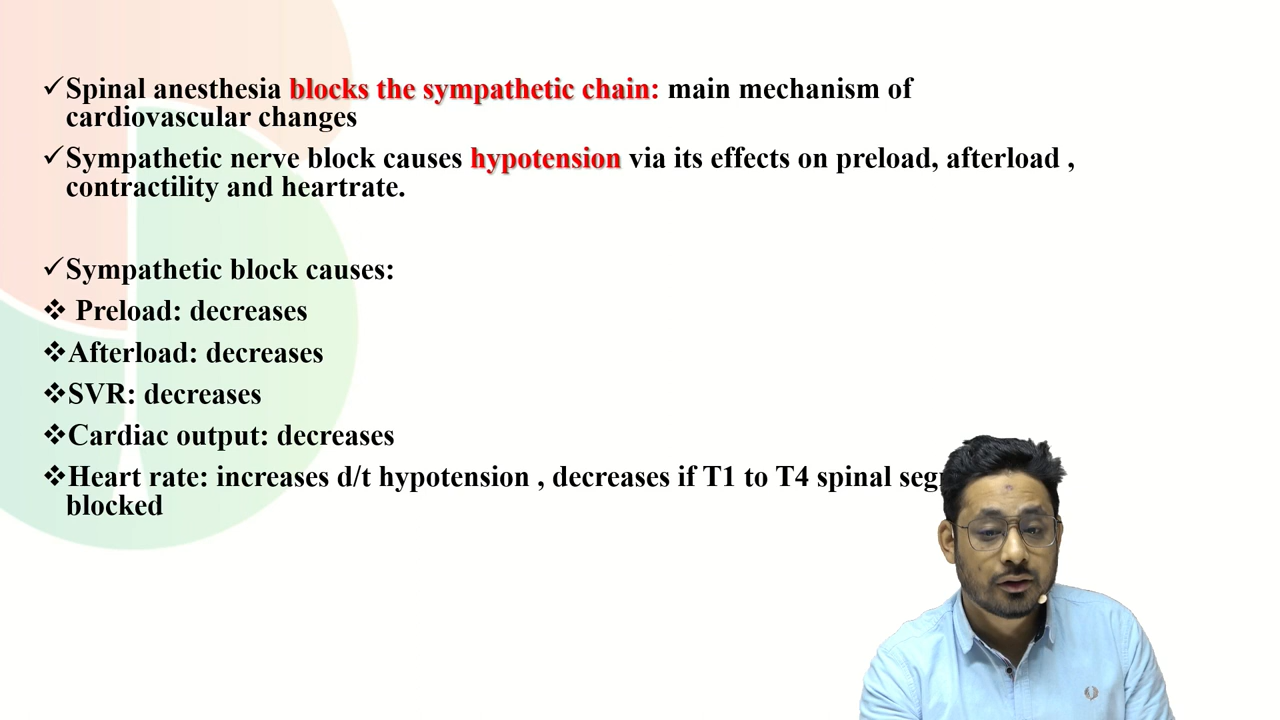 ✓Spinal anesthesia blocks the sympathetic chain: main mechanism of
cardiovascular changes
✓Sympathetic nerve block causes hypotension via its effects on preload, afterload ,
contractility and heartrate.
✓Sympathetic block causes:
❖ Preload: decreases
❖Afterload: decreases
❖SVR: decreases
❖Cardiac output: decreases
❖Heart rate: increases d/t hypotension , decreases if T1 to T4 spinal
blocked